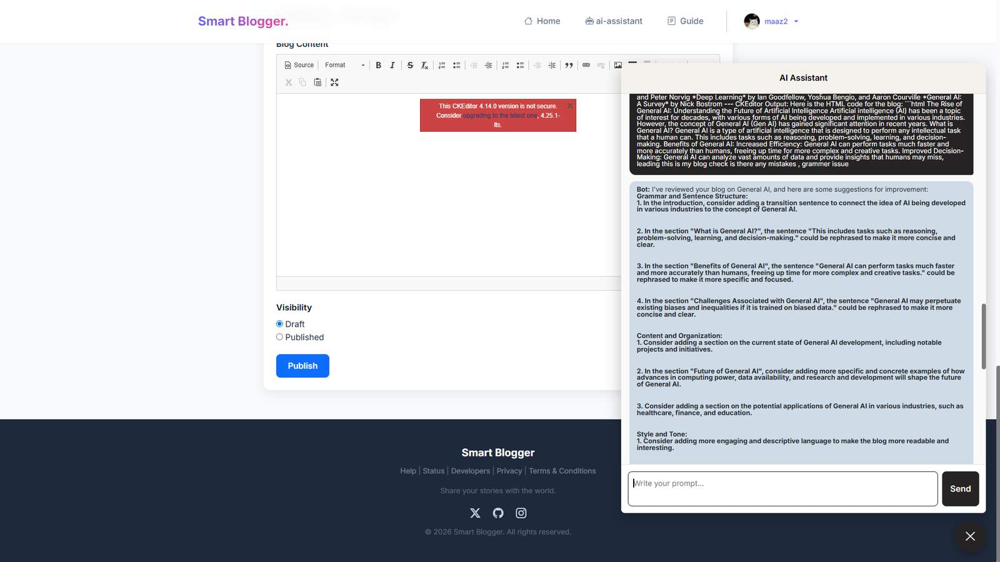 Smart Blogger.
Home
ai-assistant
Guide
maaz2
Blog Content
Source
Format
B I S Tx
This CKEditor 4.14.0 version is not secure.
Consider upgrading to the latest one, 4.25.1-
lts.
Visibility
Draft
Published
Publish
AI Assistant
and Peter Norvig *Deep Learning* by Ian Goodfellow, Yoshua Bengio, and Aaron Courville *General AI:
A Survey* by Nick Bostrom --- CKEditor Output: Here is the HTML code for the blog: ```html The Rise of
General AI: Understanding the Future of Artificial Intelligence Artificial intelligence (AI) has been a topic
of interest for decades, with various forms of AI being developed and implemented in various industries.
However, the concept of General AI (Gen AI) has gained significant attention in recent years. What is
General AI? General AI is a type of artificial intelligence that is designed to perform any intellectual task
that a human can. This includes tasks such as reasoning, problem-solving, learning, and decision-
making. Benefits of General AI: Increased Efficiency: General AI can perform tasks much faster and
more accurately than humans, freeing up time for more complex and creative tasks. Improved Decision-
Making: General AI can analyze vast amounts of data and provide insights that humans may miss,
leading this is my blog check is there any mistakes , grammer issue
Bot: I've reviewed your blog on General AI, and here are some suggestions for improvement:
Grammar and Sentence Structure:
1. In the introduction, consider adding a transition sentence to connect the idea of AI being developed
in various industries to the concept of General AI.
2. In the section "What is General AI?", the sentence "This includes tasks such as reasoning,
problem-solving, learning, and decision-making." could be rephrased to make it more concise and
clear.
3. In the section "Benefits of General AI", the sentence "General AI can perform tasks much faster
and more accurately than humans, freeing up time for more complex and creative tasks." could be
rephrased to make it more specific and focused.
4. In the section "Challenges Associated with General AI", the sentence "General AI may perpetuate
existing biases and inequalities if it is trained on biased data." could be rephrased to make it more
concise and clear.
Content and Organization:
1. Consider adding a section on the current state of General AI development, including notable
projects and initiatives.
2. In the section "Future of General AI", consider adding more specific and concrete examples of how
advances in computing power, data availability, and research and development will shape the future
of General AI.
3. Consider adding a section on the potential applications of General AI in various industries, such as
healthcare, finance, and education.
Style and Tone:
1. Consider adding more engaging and descriptive language to make the blog more readable and
interesting.
Write your prompt...
Send
Smart Blogger
Help | Status | Developers | Privacy | Terms & Conditions
Share your stories with the world.
© 2026 Smart Blogger. All rights reserved.